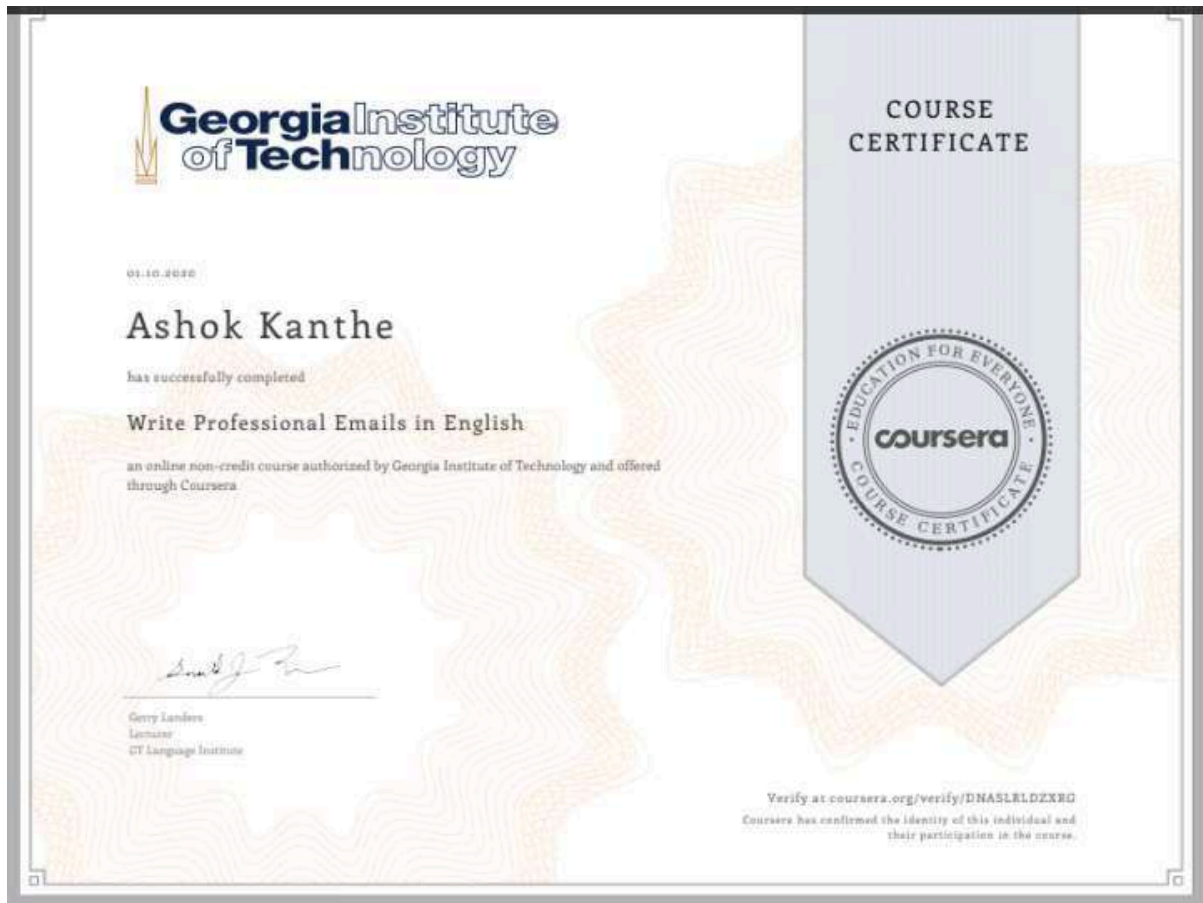 Georgia Institute
of Technology
COURSE
CERTIFICATE
01.10.2020
Ashok Kanthe
has successfully completed
Write Professional Emails in English
an online non-credit course authorized by Georgia Institute of Technology and offered
through Coursera
EDUCATION FOR EVERYONE
coursera
COURSE CERTIFICATE
Gerry Landers
Lecturer
GT Language Institute
Verify at coursera.org/verify/
Coursera has confirmed the identity of this individual and
their participation in the course.